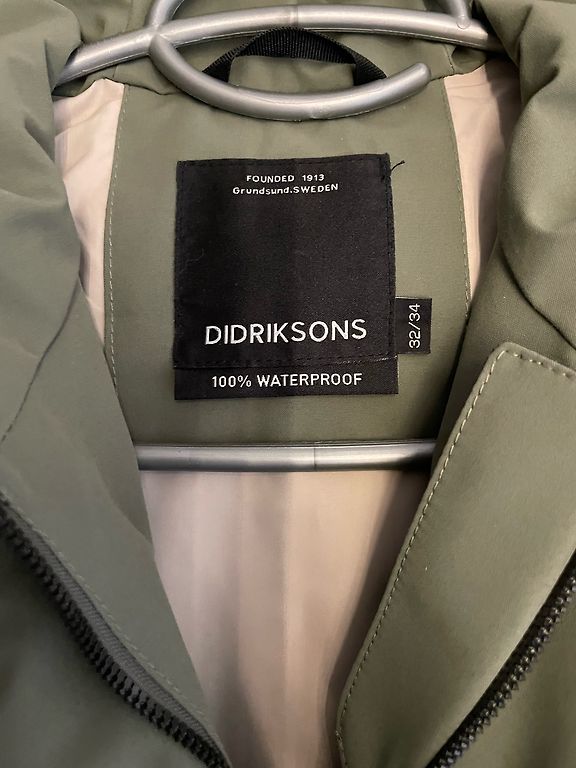 FOUNDED 1913
Grundsund.SWEDEN
DIDRIKSONS
32/34
100% WATERPROOF